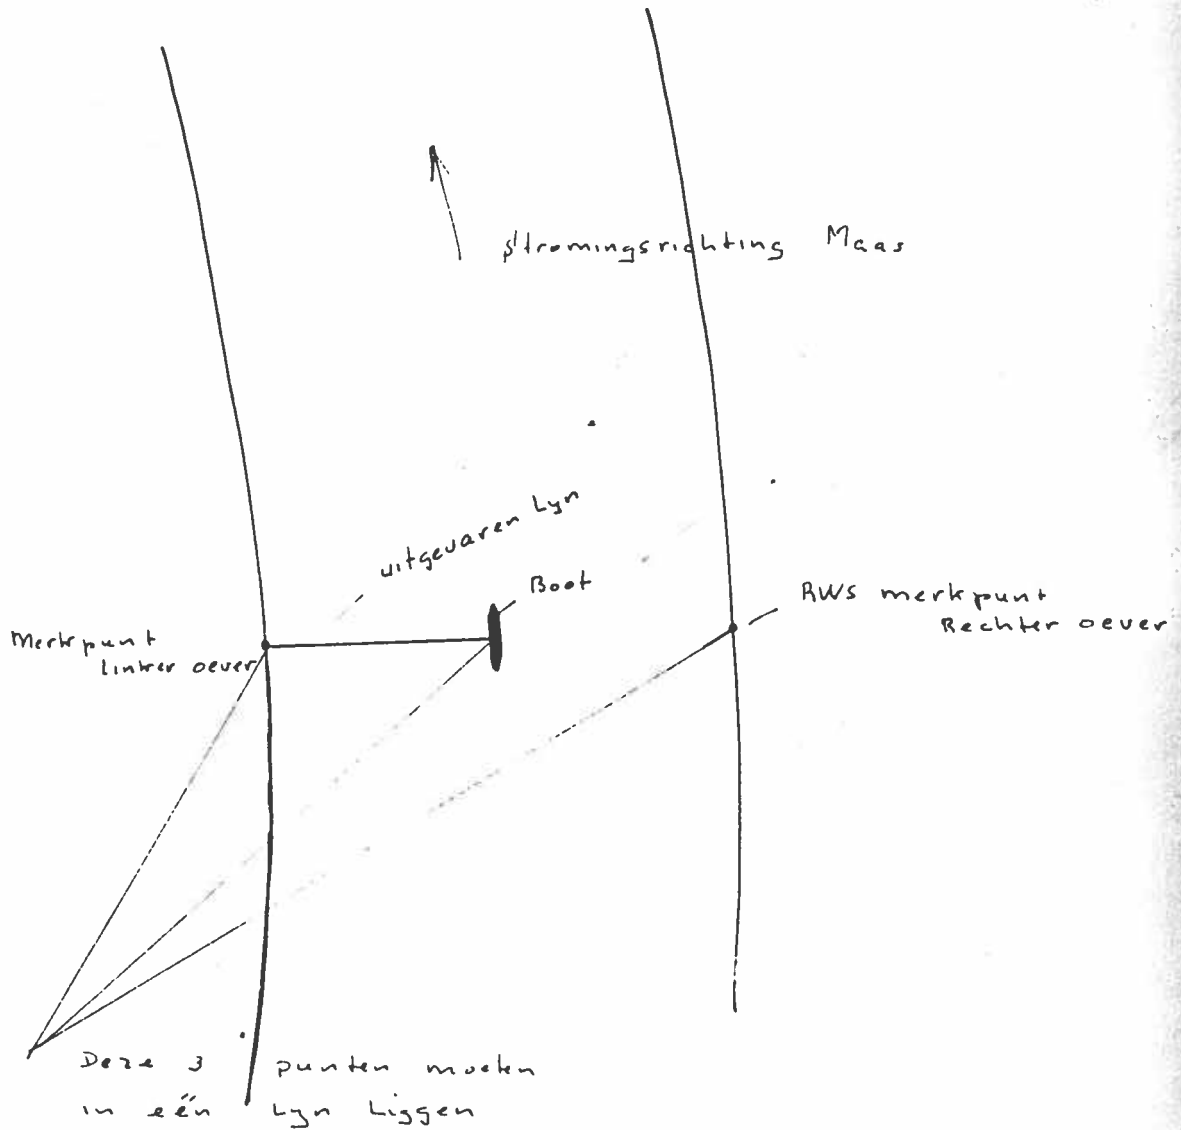 stromingsrichting Maas
uitgevaren Lyn
Boot
RWS merkpunt
Rechter oever
Merkpunt
linker oever
Deze 3 punten moeten
in één Lyn Liggen